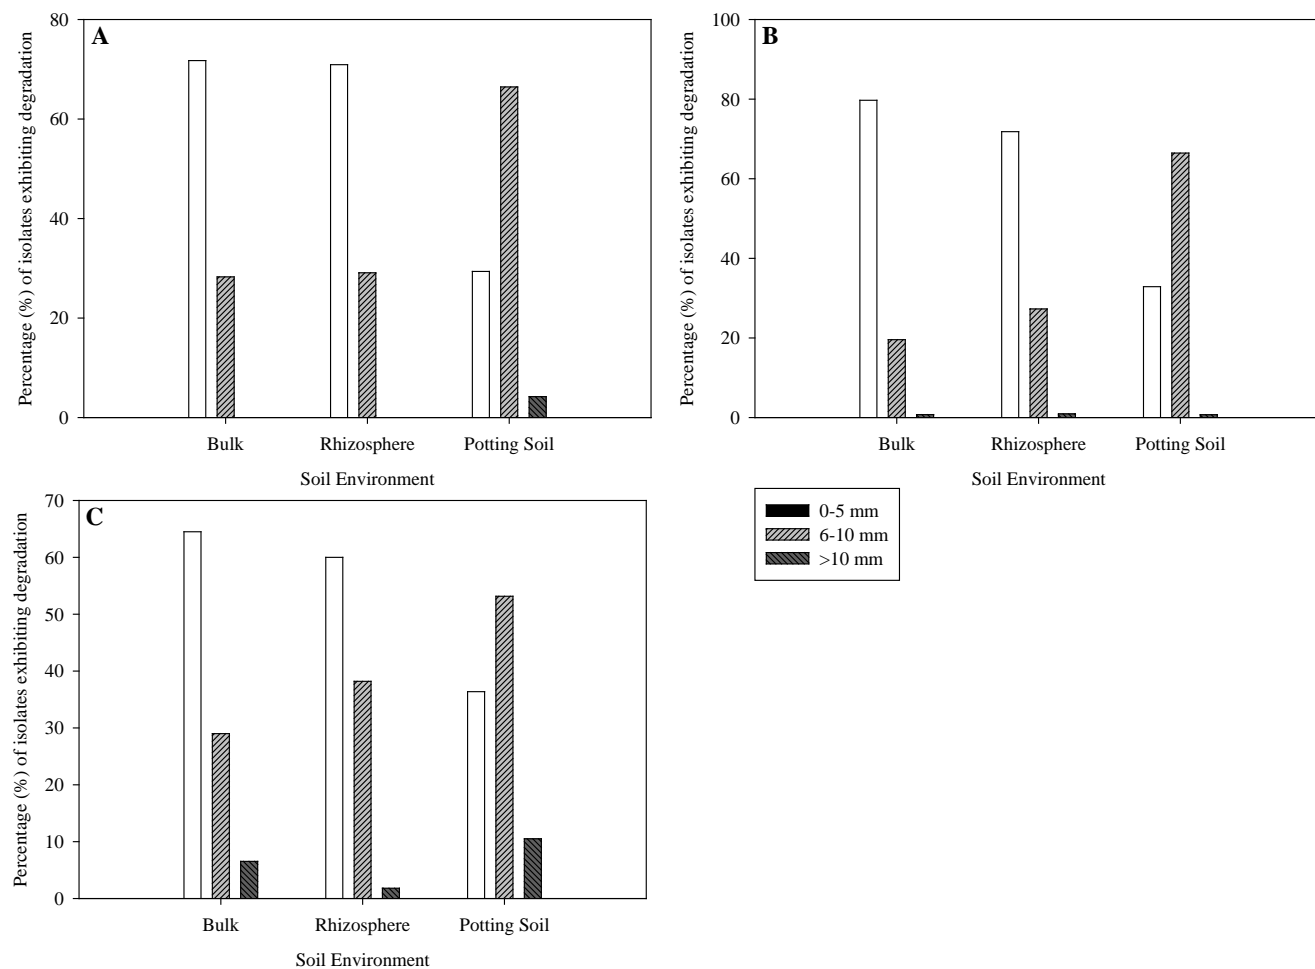 A
Percentage (%) of isolates exhibiting degradation
80
60
40
20
0
Bulk
Rhizosphere
Potting Soil
Soil Environment
B
Percentage (%) of isolates exhibiting degradation
100
80
60
40
20
0
Bulk
Rhizosphere
Potting Soil
Soil Environment
C
Percentage (%) of isolates exhibiting degradation
70
60
50
40
30
20
10
0
Bulk
Rhizosphere
Potting Soil
Soil Environment
0-5 mm
6-10 mm
>10 mm